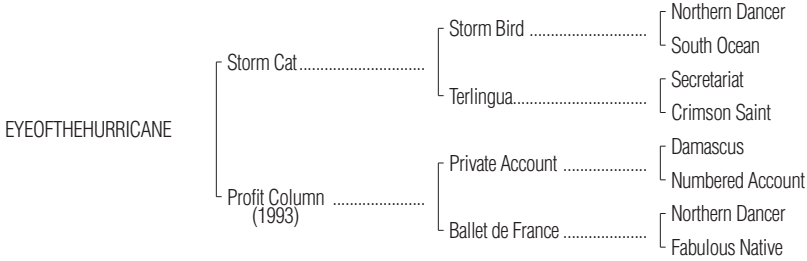 Northern Dancer
Storm Bird ............................
South Ocean
Storm Cat..............................
Secretariat
Terlingua................................
Crimson Saint
EYEOFTHEHURRICANE
Damascus
Private Account ....................
Numbered Account
Profit Column ......................
(1993)
Northern Dancer
Ballet de France ....................
Fabulous Native